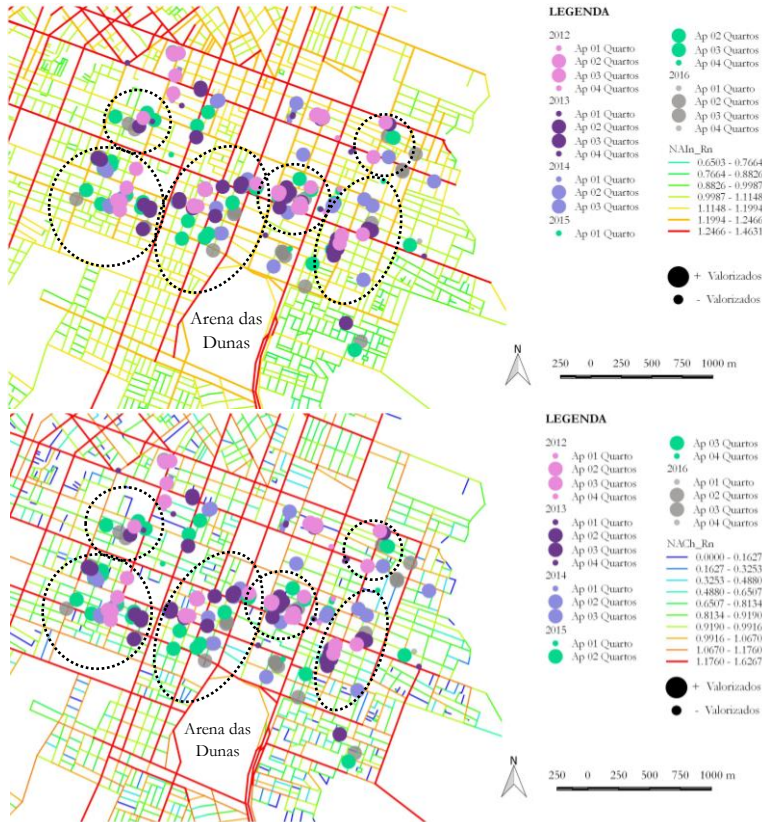 LEGENDA
2012
Ap 01 Quarto
Ap 02 Quartos
Ap 03 Quartos
Ap 04 Quartos
2013
Ap 01 Quarto
Ap 02 Quartos
Ap 03 Quartos
Ap 04 Quartos
2014
Ap 01 Quarto
Ap 02 Quartos
Ap 03 Quartos
2015
Ap 01 Quarto
Ap 02 Quartos
Ap 03 Quartos
Ap 04 Quartos
2016
Ap 01 Quarto
Ap 02 Quartos
Ap 03 Quartos
Ap 04 Quartos
NAIn_Rn
0.6503 - 0.7664
0.7664 - 0.8826
0.8826 - 0.9987
0.9987 - 1.1148
1.1148 - 1.1994
1.1994 - 1.2466
1.2466 - 1.4631
+ Valorizados
- Valorizados
Arena das
Dunas
N
250 0 250 500 750 1000 m
LEGENDA
2012
Ap 01 Quarto
Ap 02 Quartos
Ap 03 Quartos
Ap 04 Quartos
2013
Ap 01 Quarto
Ap 02 Quartos
Ap 03 Quartos
Ap 04 Quartos
2014
Ap 01 Quarto
Ap 02 Quartos
Ap 03 Quartos
2015
Ap 01 Quarto
Ap 02 Quartos
Ap 03 Quartos
Ap 04 Quartos
2016
Ap 01 Quarto
Ap 02 Quartos
Ap 03 Quartos
Ap 04 Quartos
NACh_Rn
0.0000 - 0.1627
0.1627 - 0.3253
0.3253 - 0.4880
0.4880 - 0.6507
0.6507 - 0.8134
0.8134 - 0.9190
0.9190 - 0.9916
0.9916 - 1.0670
1.0670 - 1.1760
1.1760 - 1.6267
+ Valorizados
- Valorizados
Arena das
Dunas
N
250 0 250 500 750 1000 m